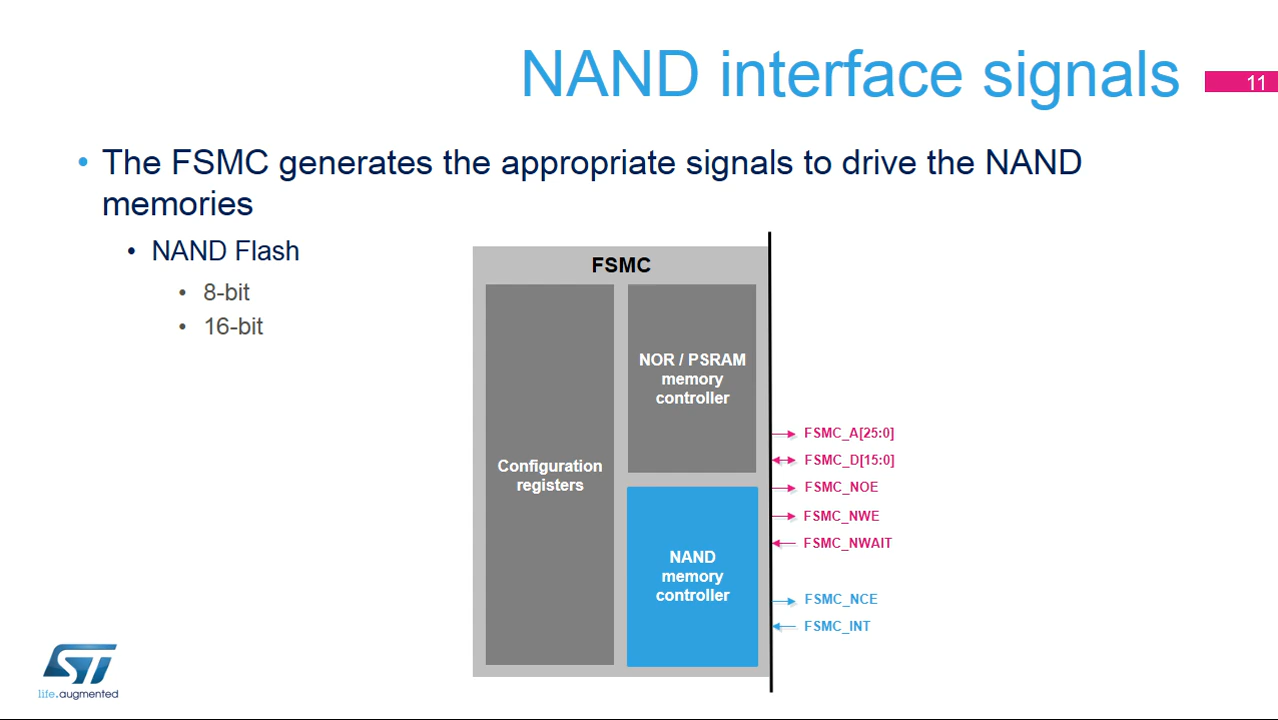 NAND interface signals
11
• The FSMC generates the appropriate signals to drive the NAND
memories
• NAND Flash
• 8-bit
• 16-bit
FSMC
NOR / PSRAM
memory
controller
Configuration
registers
NAND
memory
controller
FSMC_A[25:0]
FSMC_D[15:0]
FSMC_NOE
FSMC_NWE
FSMC_NWAIT
FSMC_NCE
FSMC_INT
ST
life.augmented